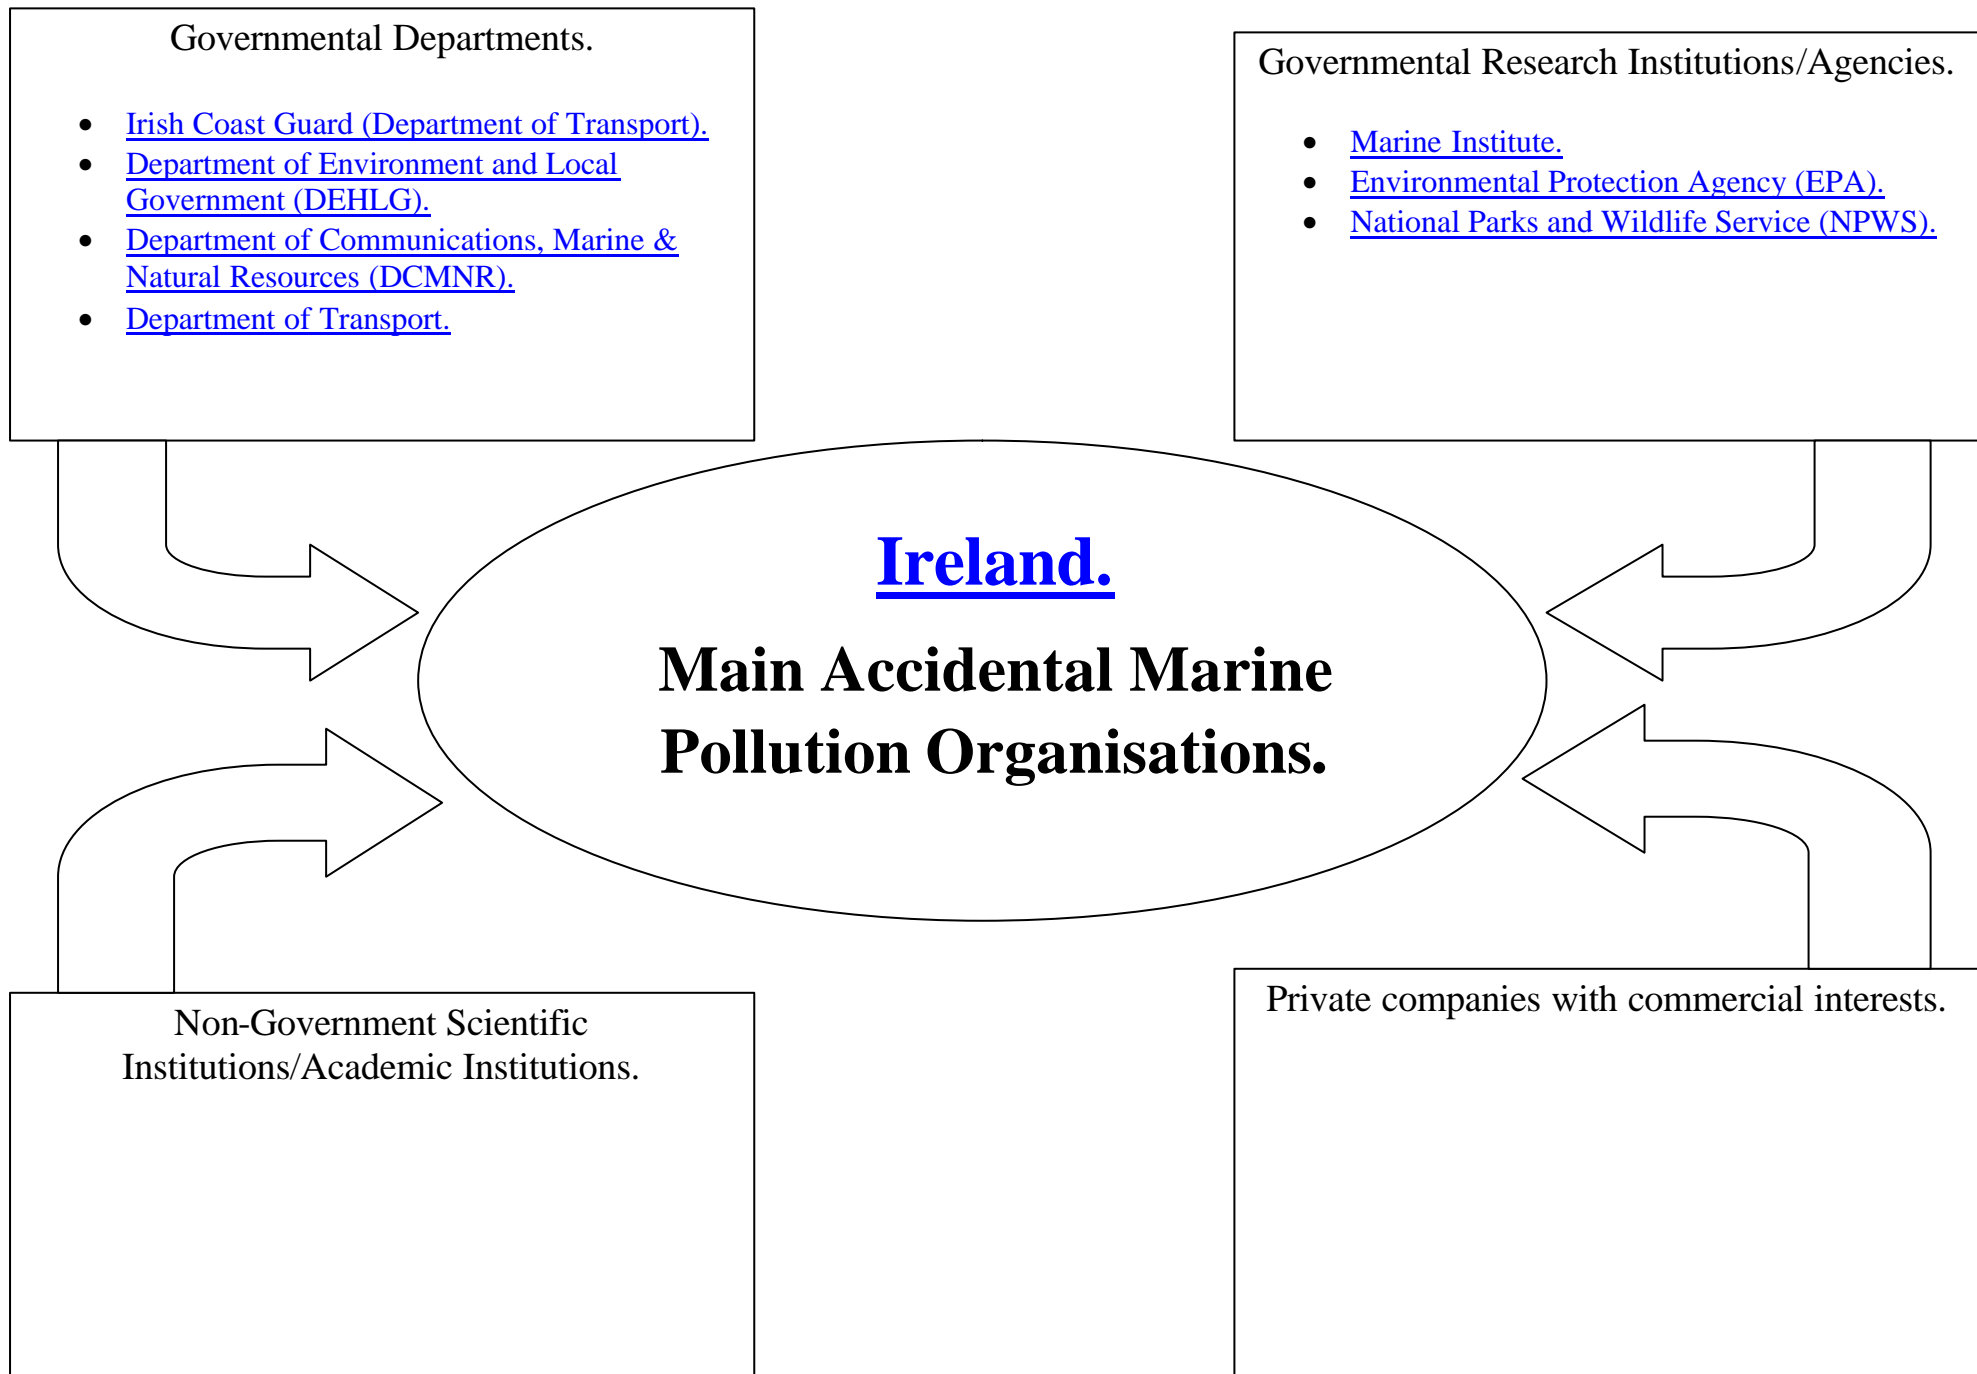 Governmental Departments.
• Irish Coast Guard (Department of Transport).
• Department of Environment and Local
Government (DEHLG).
• Department of Communications, Marine &
Natural Resources (DCMNR).
• Department of Transport.
Governmental Research Institutions/Agencies.
• Marine Institute.
• Environmental Protection Agency (EPA).
• National Parks and Wildlife Service (NPWS).
Ireland.
Main Accidental Marine
Pollution Organisations.
Non-Government Scientific
Institutions/Academic Institutions.
Private companies with commercial interests.